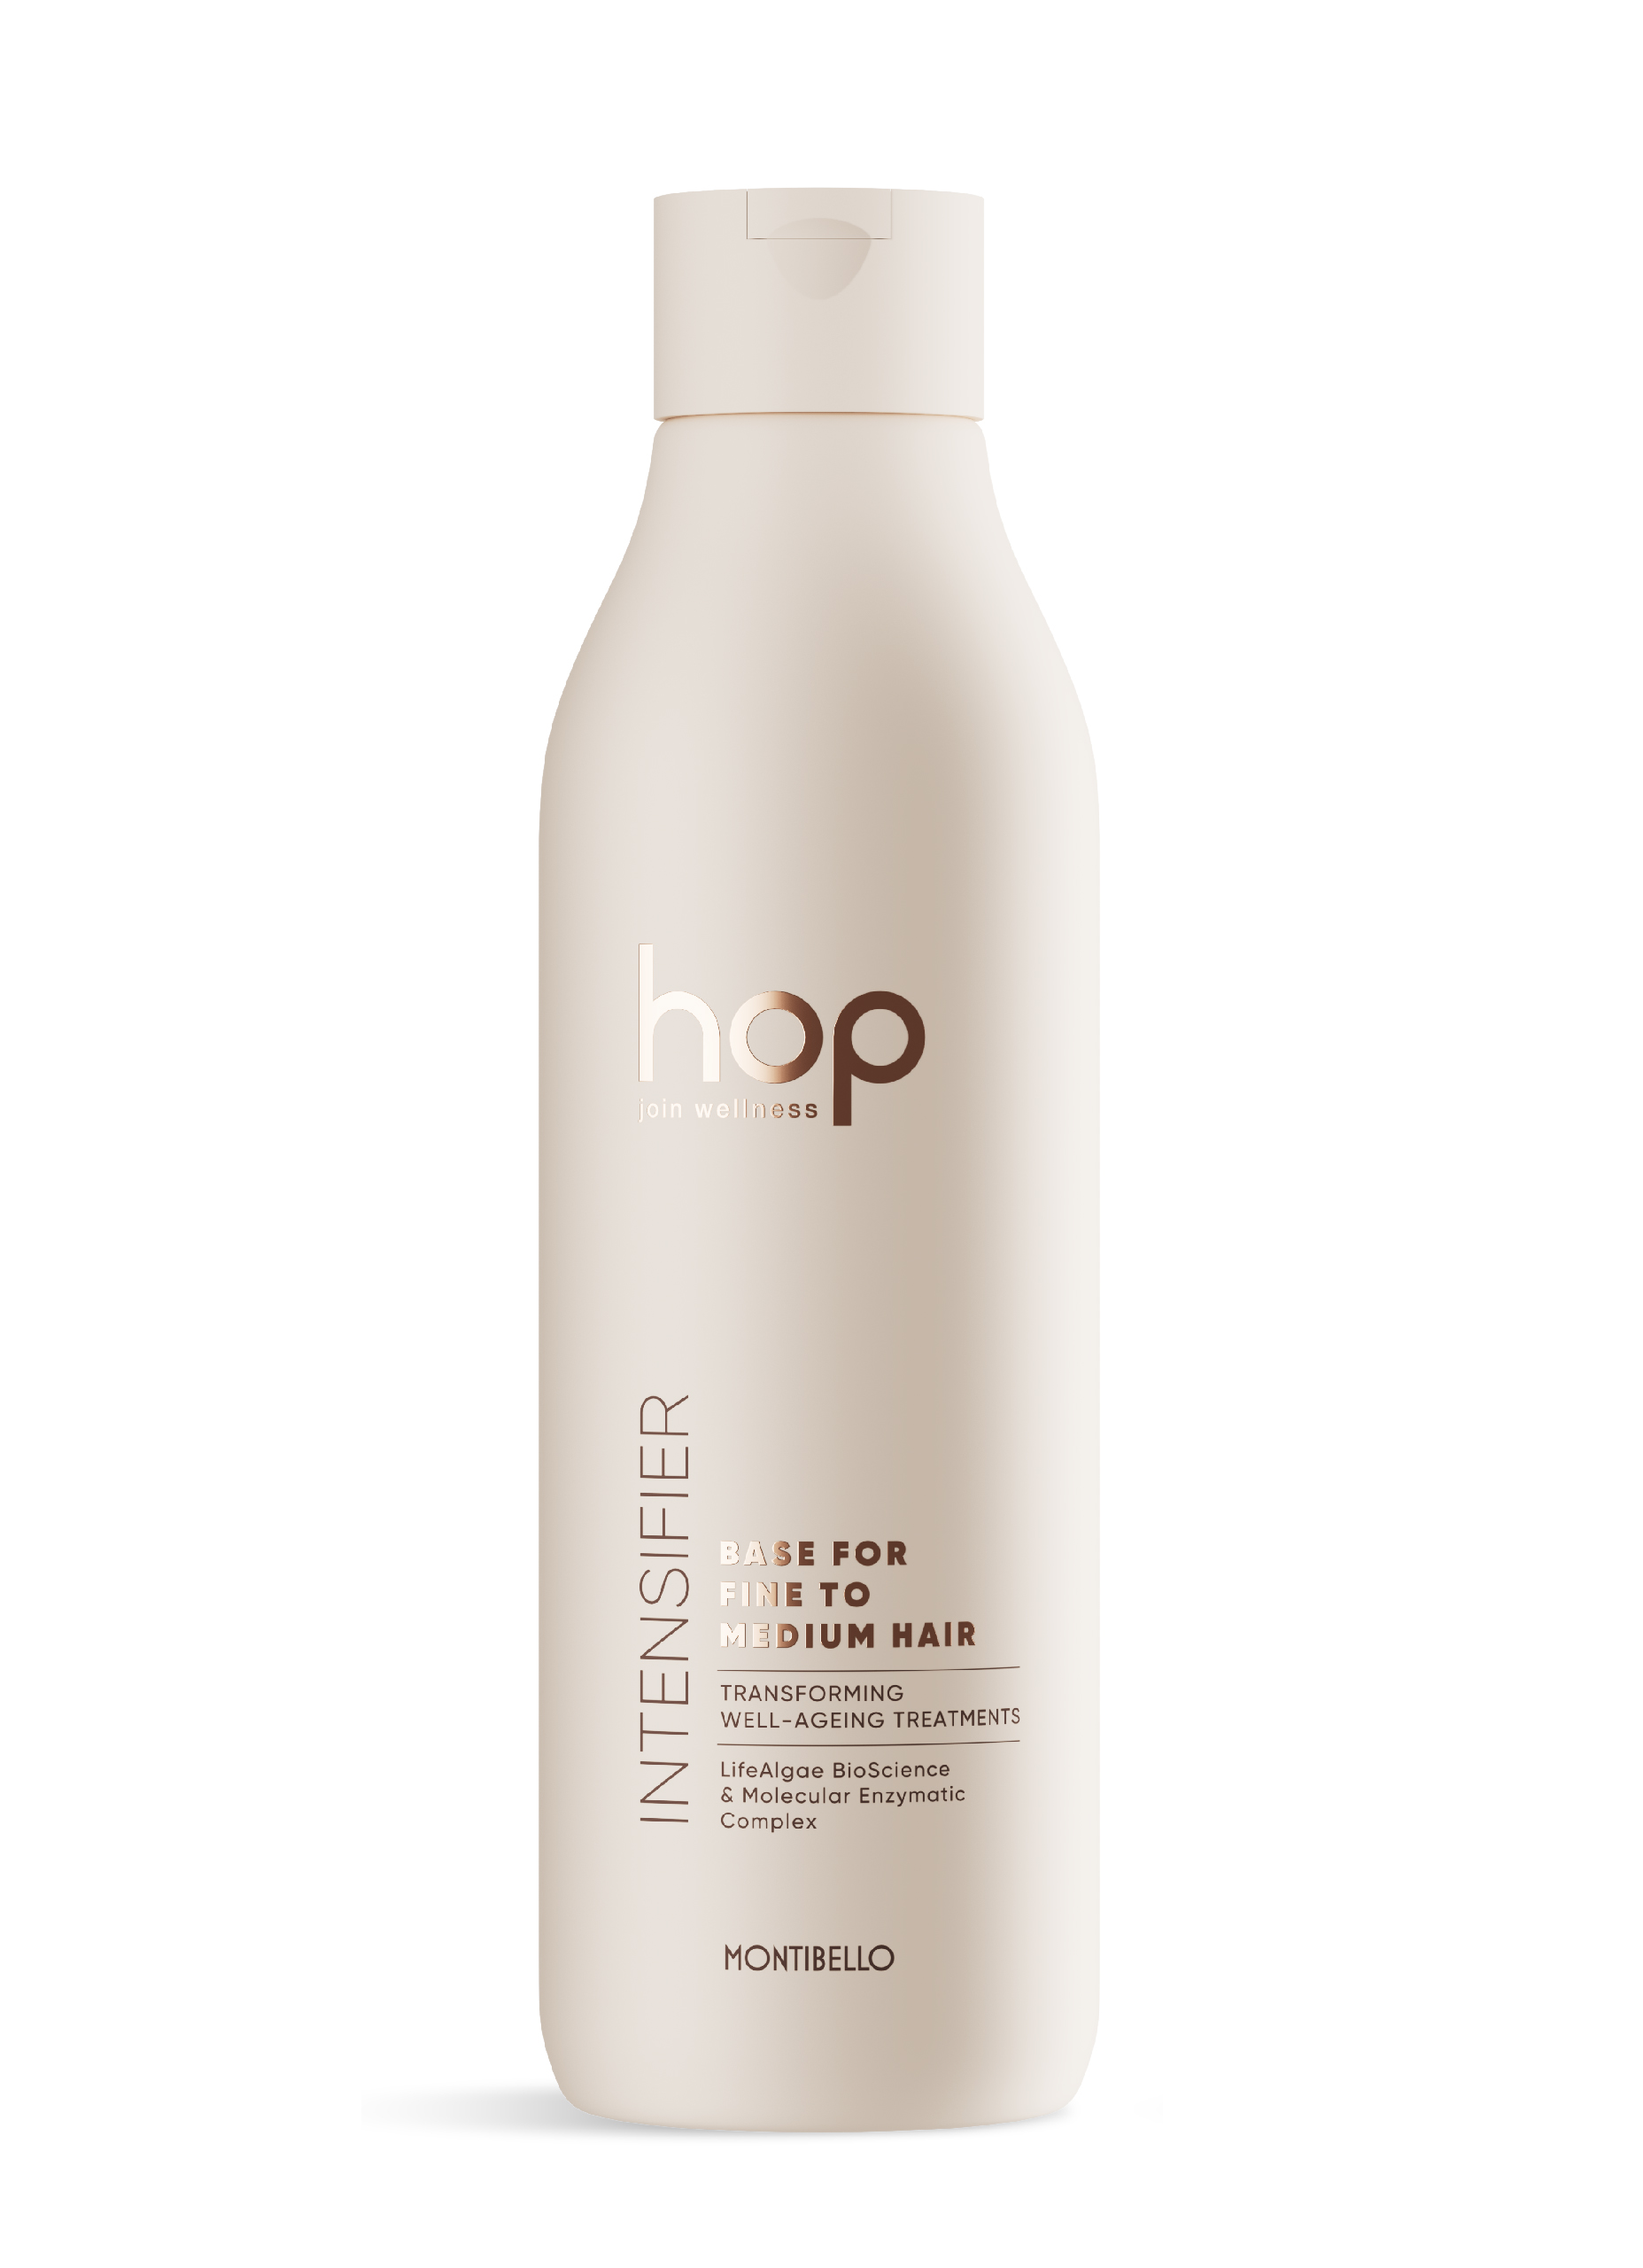 hop
join wellness
INTENSIFIER
BASE FOR
FINE TO
MEDIUM HAIR
TRANSFORMING
WELL-AGEING TREATMENTS
LifeAlgae BioScience
& Molecular Enzymatic
Complex
MONTIBELLO